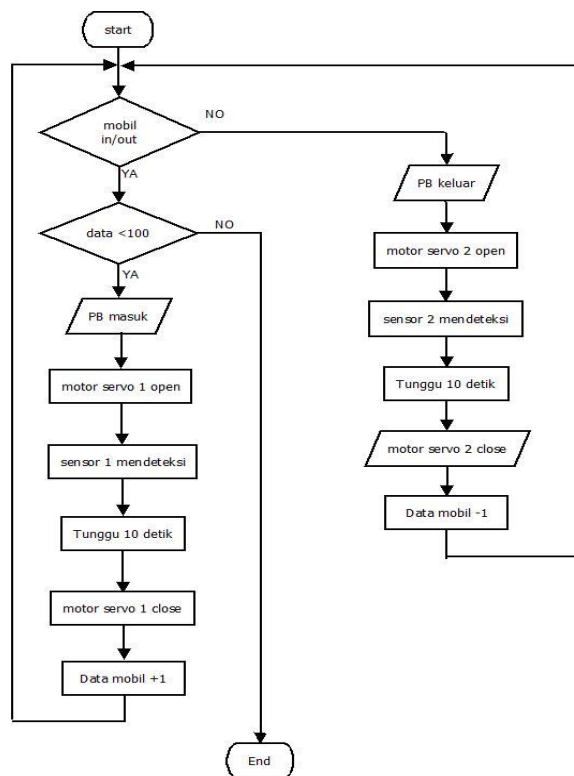 start
mobil
in/out
NO
YA
data <100
NO
YA
PB masuk
motor servo 1 open
sensor 1 mendeteksi
Tunggu 10 detik
motor servo 1 close
Data mobil +1
PB keluar
motor servo 2 open
sensor 2 mendeteksi
Tunggu 10 detik
motor servo 2 close
Data mobil -1
End